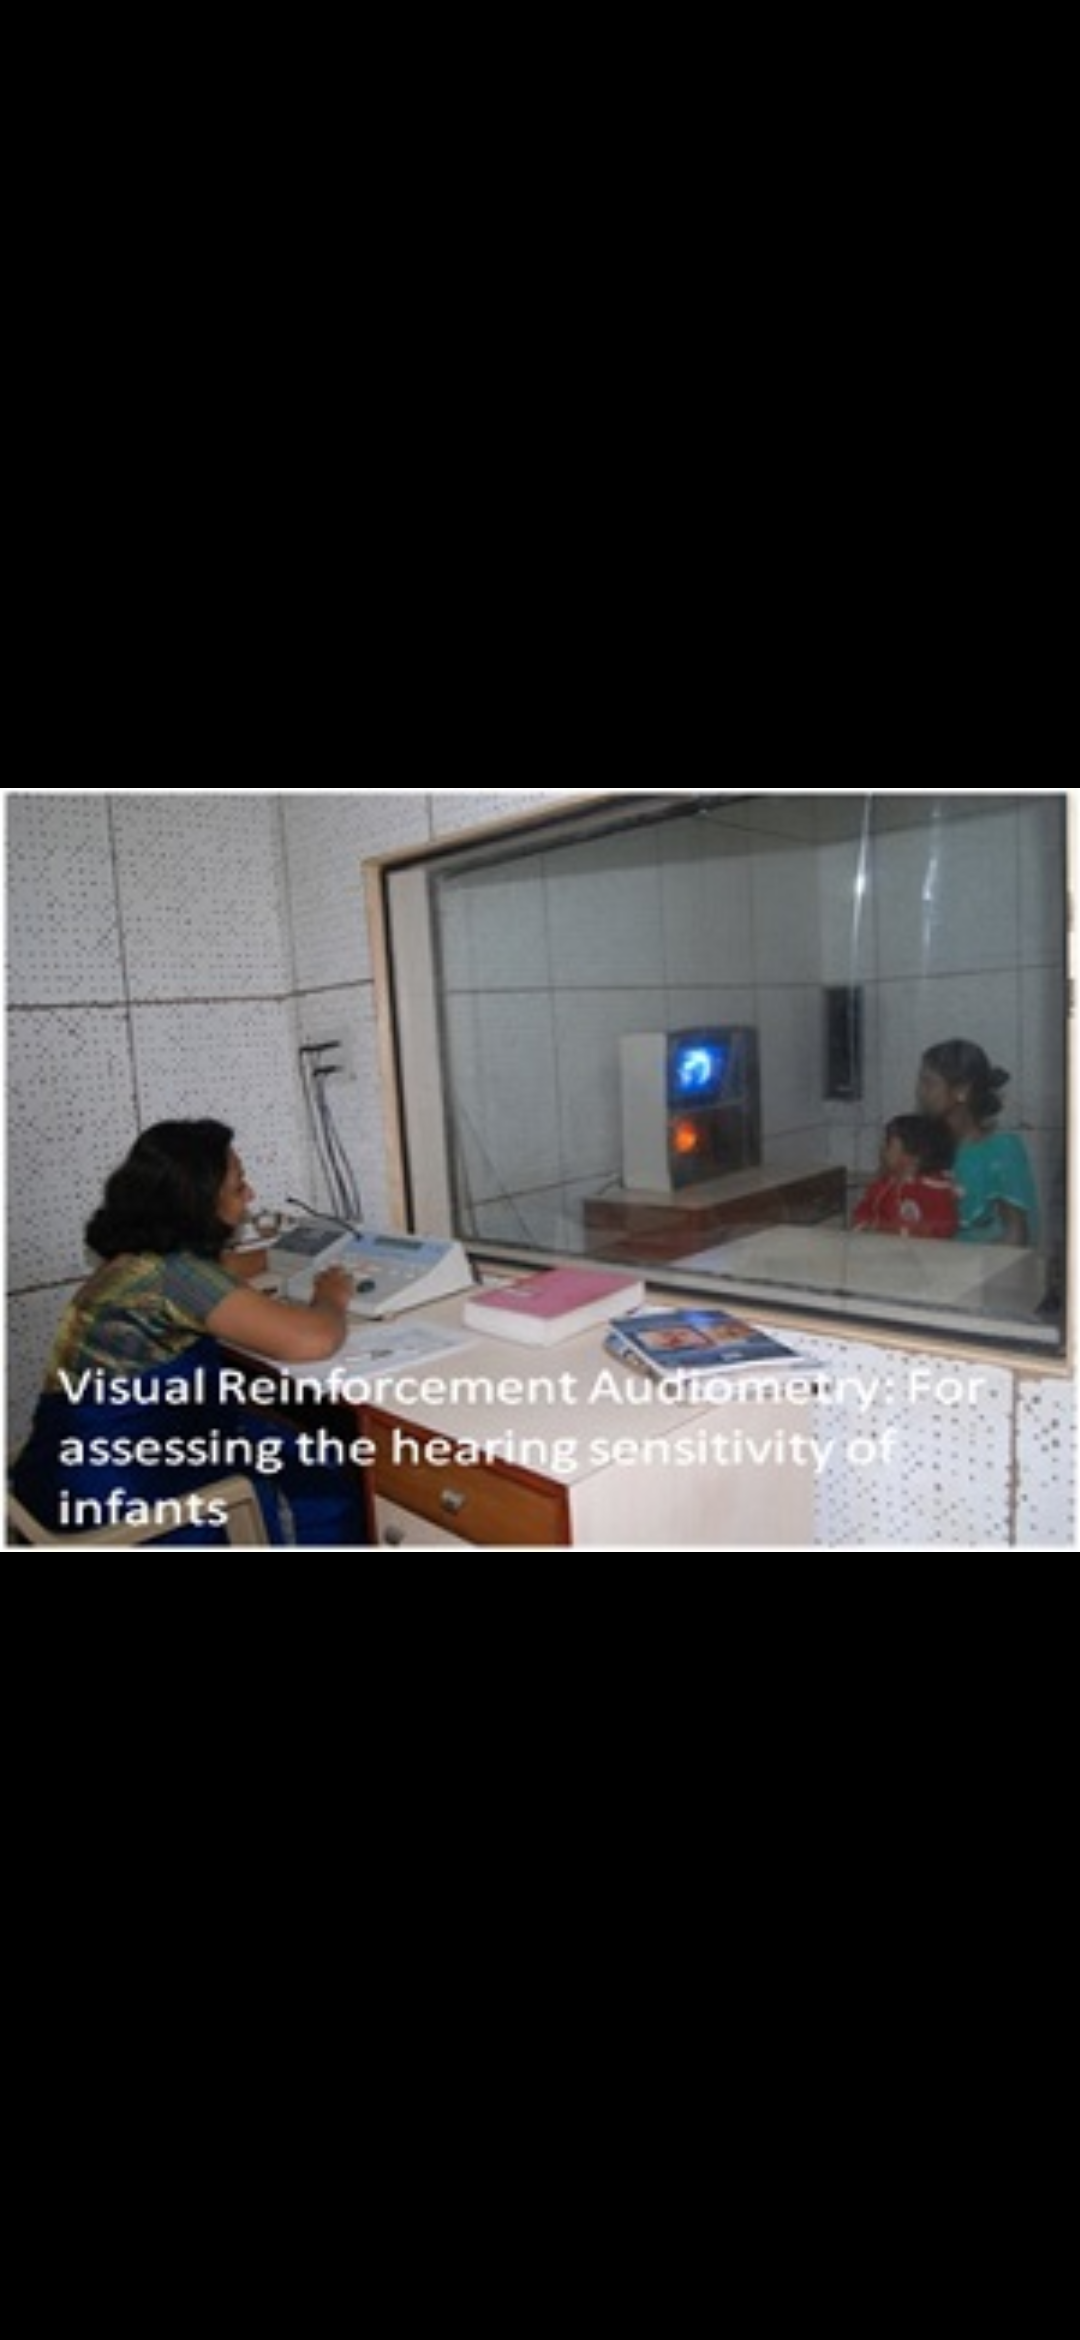 Visual Reinforcement Audiometry: For
assessing the hearing sensitivity of
infants